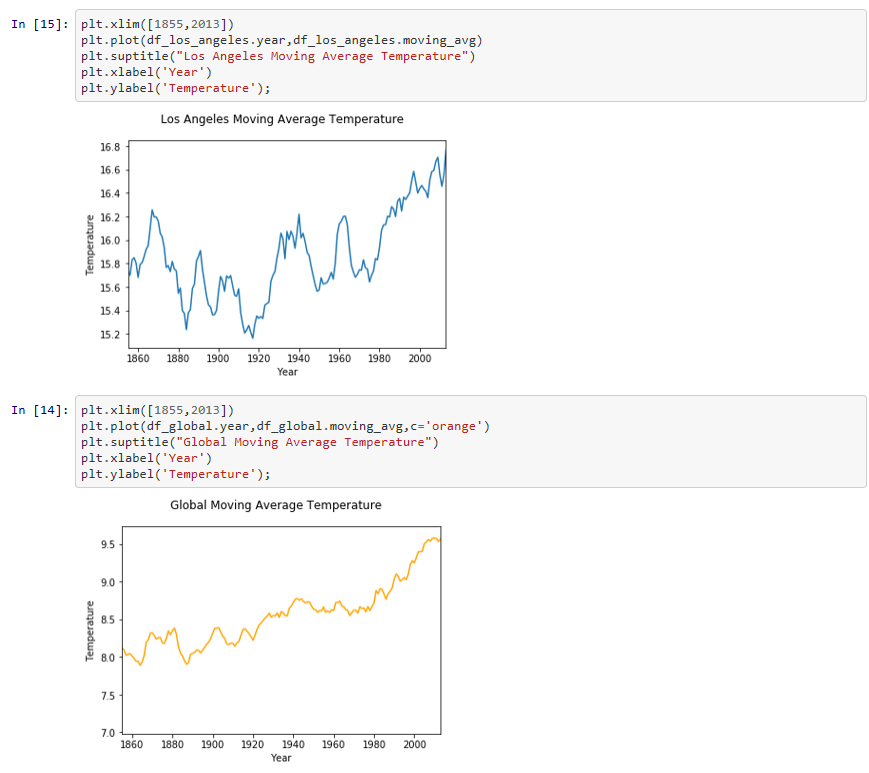 In [15]: plt.xlim([1855,2013])
plt.plot(df_los_angeles.year,df_los_angeles.moving_avg)
plt.suptitle("Los Angeles Moving Average Temperature")
plt.xlabel('Year')
plt.ylabel('Temperature');
Los Angeles Moving Average Temperature
16.8
16.6
16.4
16.2
16.0
15.8
15.6
15.4
15.2
Temperature
1860 1880 1900 1920 1940 1960 1980 2000
Year
In [14]: plt.xlim([1855,2013])
plt.plot(df_global.year,df_global.moving_avg,c='orange')
plt.suptitle("Global Moving Average Temperature")
plt.xlabel('Year')
plt.ylabel('Temperature');
Global Moving Average Temperature
9.5
9.0
8.5
8.0
7.5
7.0
Temperature
1860 1880 1900 1920 1940 1960 1980 2000
Year